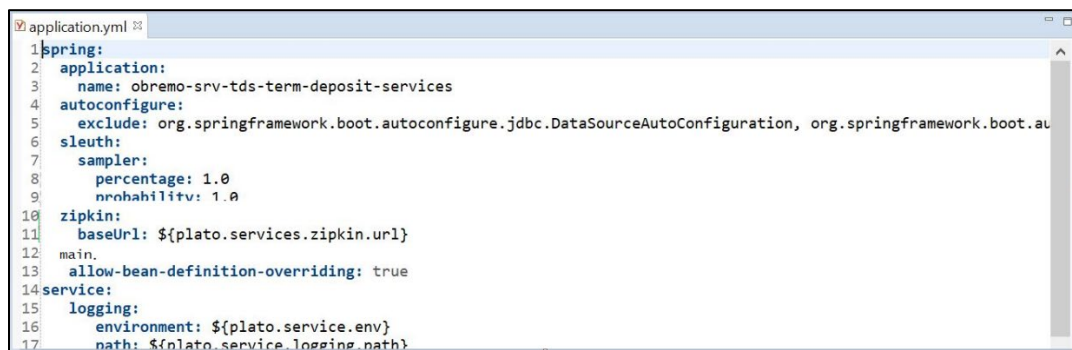 application.yml
1 spring:
2 application:
3 name: obremo-srv-tds-term-deposit-services
4 autoconfigure:
5 exclude: org.springframework.boot.autoconfigure.jdbc.DataSourceAutoConfiguration, org.springframework.boot.au
6 sleuth:
7 sampler:
8 percentage: 1.0
9 probability: 1.0
10 zipkin:
11 baseUrl: ${plato.services.zipkin.url}
12 main.
13 allow-bean-definition-overriding: true
14 service:
15 logging:
16 environment: ${plato.service.env}
17 path: ${plato.service.logging.path}